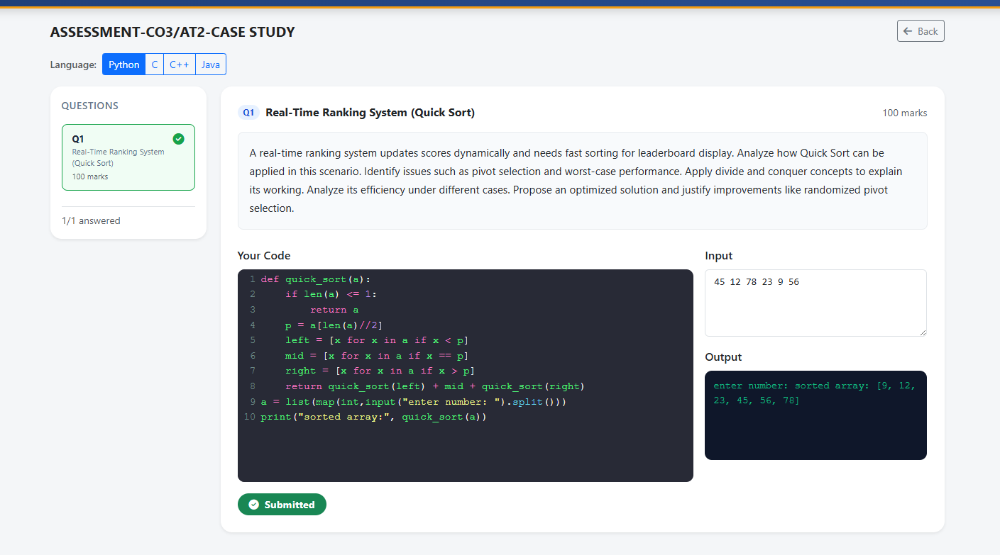 ASSESSMENT-CO3/AT2-CASE STUDY
Back
Language: Python C C++ Java
QUESTIONS
Q1
Real-Time Ranking System
(Quick Sort)
100 marks
1/1 answered
Q1 Real-Time Ranking System (Quick Sort) 100 marks
A real-time ranking system updates scores dynamically and needs fast sorting for leaderboard display. Analyze how Quick Sort can be
applied in this scenario. Identify issues such as pivot selection and worst-case performance. Apply divide and conquer concepts to explain
its working. Analyze its efficiency under different cases. Propose an optimized solution and justify improvements like randomized pivot
selection.
Your Code
1 def quick_sort(a):
2     if len(a) <= 1:
3         return a
4     p = a[len(a)//2]
5     left = [x for x in a if x < p]
6     mid = [x for x in a if x == p]
7     right = [x for x in a if x > p]
8     return quick_sort(left) + mid + quick_sort(right)
9 a = list(map(int,input("enter number: ").split()))
10 print("sorted array:", quick_sort(a))
Submitted
Input
45 12 78 23 9 56
Output
enter number: sorted array: [9, 12,
23, 45, 56, 78]